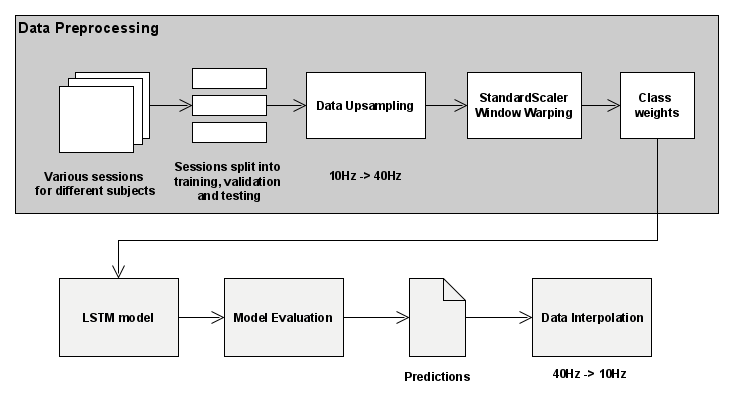 Data Preprocessing
Data Upsampling
StandardScaler
Window Warping
Class
weights
Various sessions
for different subjects
Sessions split into
training, validation
and testing
10Hz -> 40Hz
LSTM model
Model Evaluation
Data Interpolation
Predictions
40Hz -> 10Hz